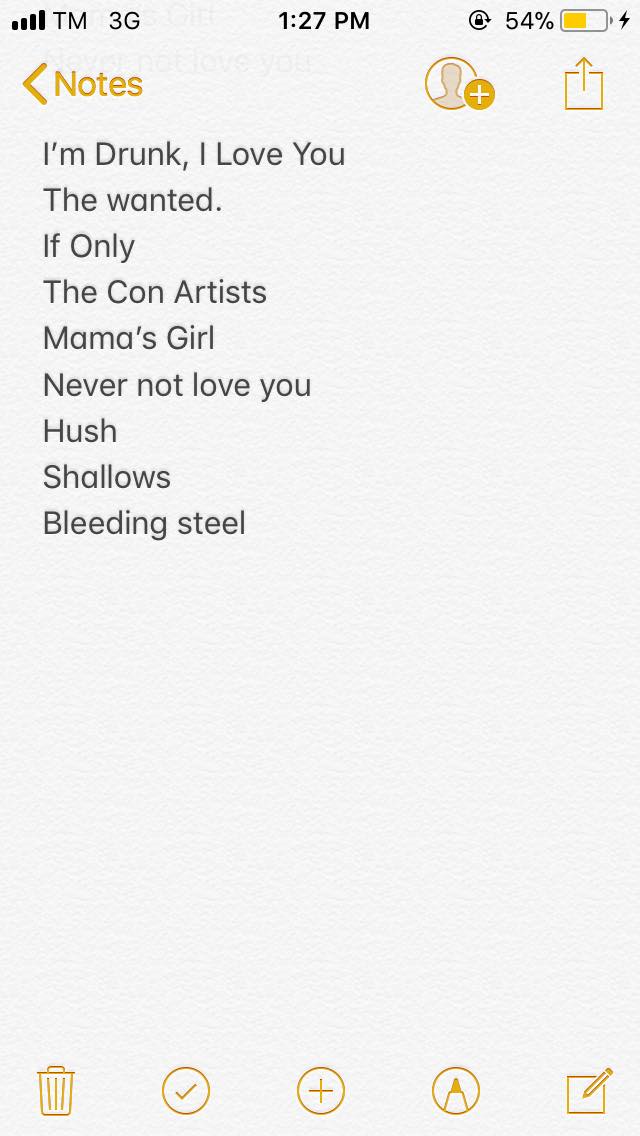 TM 3G 1:27 PM 54%
Notes
I’m Drunk, I Love You
The wanted.
If Only
The Con Artists
Mama’s Girl
Never not love you
Hush
Shallows
Bleeding steel